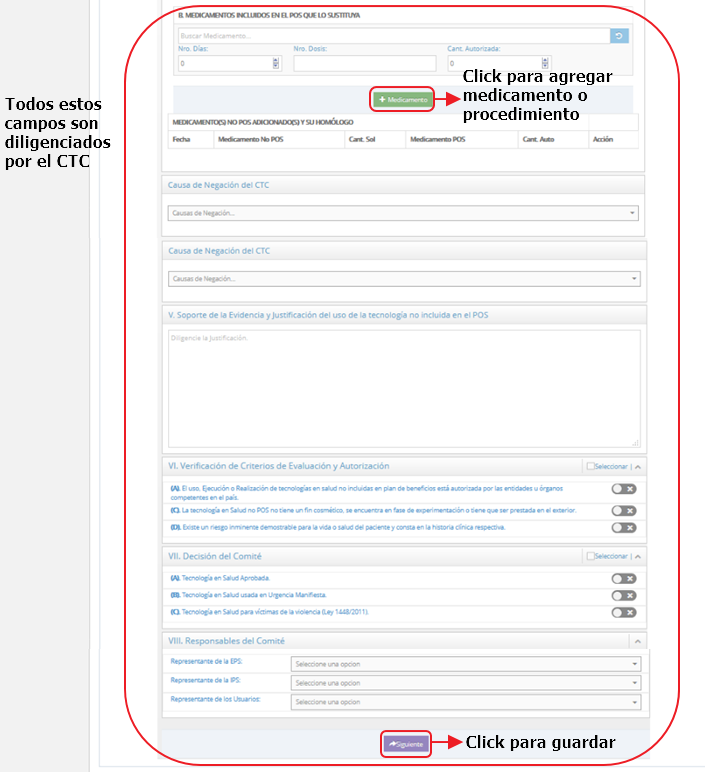 B. MEDICAMENTOS INCLUIDOS EN EL POS QUE LO SUSTITUYA
Buscar Medicamento...
Nro. Días: Nro. Dosis: Cant. Autorizada:
0 0
Medicamento
Click para agregar
medicamento o
procedimiento
Todos estos
campos son
diligenciados
por el CTC
MEDICAMENTO(S) NO POS ADICIONADO(S) Y SU HOMÓLOGO
Fecha Medicamento No POS Cant. Sol Medicamento POS Cant. Auto Acción
Causa de Negación del CTC
Causas de Negación...
Causa de Negación del CTC
Causas de Negación...
V. Soporte de la Evidencia y Justificación del uso de la tecnología no incluida en el POS
Diligencie la Justificación.
VI. Verificación de Criterios de Evaluación y Autorización Seleccionar |
(A). El uso, Ejecución o Realización de tecnologías en salud no incluidas en plan de beneficios está autorizada por las entidades u órganos
competentes en el país.
(C). La tecnología en Salud no POS no tiene un fin cosmético, se encuentra en fase de experimentación o tiene que ser prestada en el exterior.
(D). Existe un riesgo inminente demostrable para la vida o salud del paciente y consta en la historia clínica respectiva.
VII. Decisión del Comité Seleccionar |
(A). Tecnología en Salud Aprobada.
(B). Tecnología en Salud usada en Urgencia Manifiesta.
(C). Tecnología en Salud para víctimas de la violencia (Ley 1448/2011).
VIII. Responsables del Comité
Representante de la EPS: Seleccione una opcion
Representante de la IPS: Seleccione una opcion
Representante de los Usuarios: Seleccione una opcion
Siguiente
Click para guardar